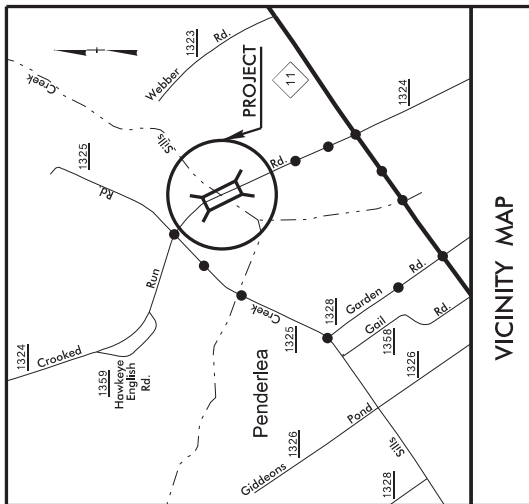 VICINITY MAP
PROJECT
11
1323
Webber Rd.
Creek
Sills
1325
Rd.
Rd.
1324
Run
Crooked
1324
1359
Hawkeye
English
Rd.
Creek
1325
Penderlea
1328
Garden Rd.
Gail Rd.
1358
1326
Pond
1326
Giddeons
Sills
1328